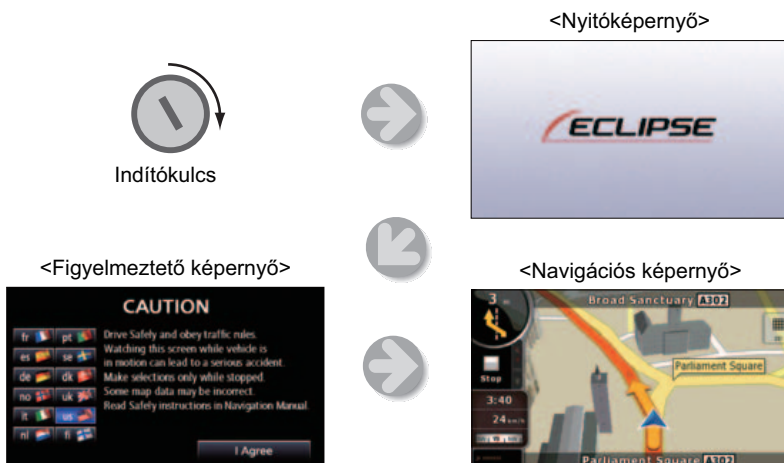 <Nyitóképernyő>
ECLIPSE
Indítókulcs
<Figyelmeztető képernyő>
CAUTION
fr pt
es se
de dk
no uk
it us
nl fi
Drive Safely and obey traffic rules.
Watching this screen while vehicle is
in motion can lead to a serious accident.
Make selections only while stopped.
Some map data may be incorrect.
Read Safely instructions in Navigation Manual.
I Agree
<Navigációs képernyő>
3
Broad Sanctuary A302
Parliament Square
Stop
3:40
24
Parliament Square A302